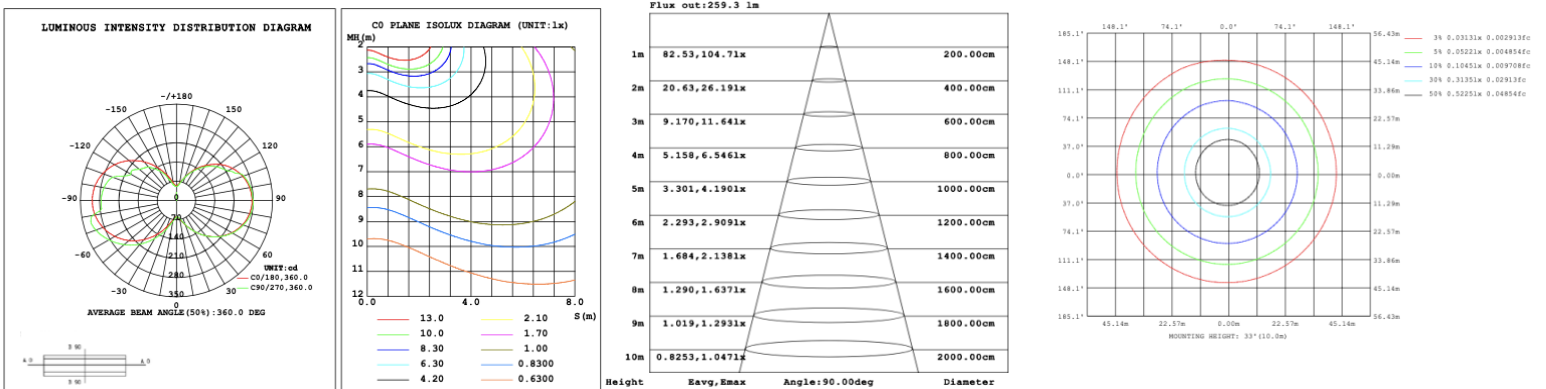 LUMINOUS INTENSITY DISTRIBUTION DIAGRAM
-/+180
-150
150
-120
120
-90
90
-60
60
-30
30
0
0
70
140
210
280
350
UNIT:cd
C0/180,360.0
C90/270,360.0
AVERAGE BEAM ANGLE(50%):360.0 DEG
C0 PLANE ISOLUX DIAGRAM (UNIT:lx)
MH(m)
2
3
4
5
6
7
8
9
10
11
12
0.0
4.0
8.0
S(m)
13.0
2.10
10.0
1.70
8.30
1.00
6.30
0.8300
4.20
0.6300
Flux out:259.3 lm
1m 82.53,104.7lx 200.00cm
2m 20.63,26.19lx 400.00cm
3m 9.170,11.64lx 600.00cm
4m 5.158,6.546lx 800.00cm
5m 3.301,4.190lx 1000.00cm
6m 2.293,2.909lx 1200.00cm
7m 1.684,2.138lx 1400.00cm
8m 1.290,1.637lx 1600.00cm
9m 1.019,1.293lx 1800.00cm
10m 0.8253,1.047lx 2000.00cm
Height Eavg,Emax Angle:90.00deg Diameter
148.1' 74.1' 0.0' 74.1' 148.1'
185.1' 56.43m
148.1' 45.14m
111.1' 33.86m
74.1' 22.57m
37.0' 11.29m
0.0' 0.00m
37.0' 11.29m
74.1' 22.57m
111.1' 33.86m
148.1' 45.14m
185.1' 56.43m
45.14m 22.57m 0.00m 22.57m 45.14m
MOUNTING HEIGHT: 33'(10.0m)
3% 0.0313lx 0.002913fc
5% 0.0522lx 0.004854fc
10% 0.1045lx 0.009708fc
30% 0.3135lx 0.02913fc
50% 0.5225lx 0.04854fc